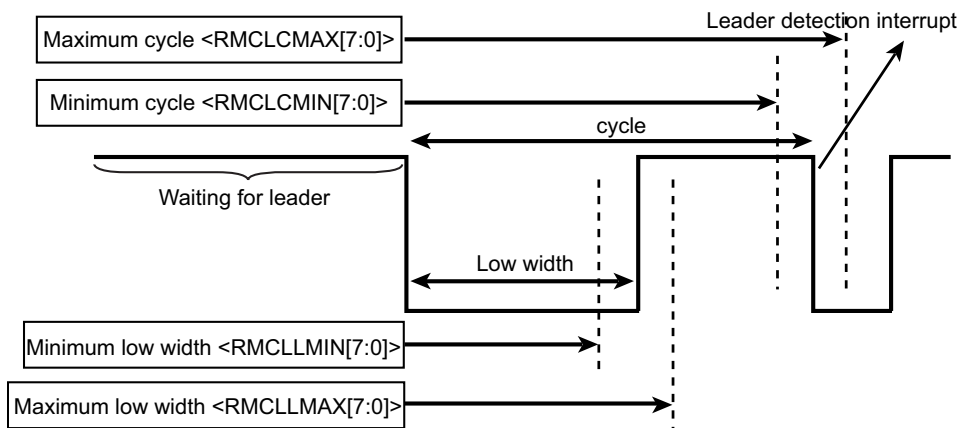 Leader detection interrupt
Maximum cycle <RMCLCMAX[7:0]>
Minimum cycle <RMCLCMIN[7:0]>
cycle
Waiting for leader
Low width
Minimum low width <RMCLLMIN[7:0]>
Maximum low width <RMCLLMAX[7:0]>